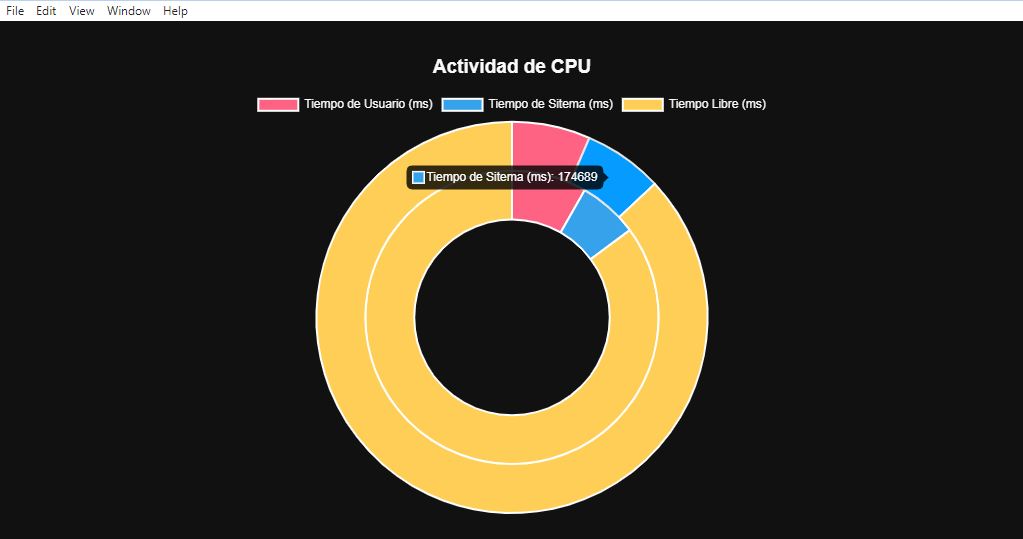 File Edit View Window Help
Actividad de CPU
Tiempo de Usuario (ms) Tiempo de Sitema (ms) Tiempo Libre (ms)
Tiempo de Sitema (ms): 174689